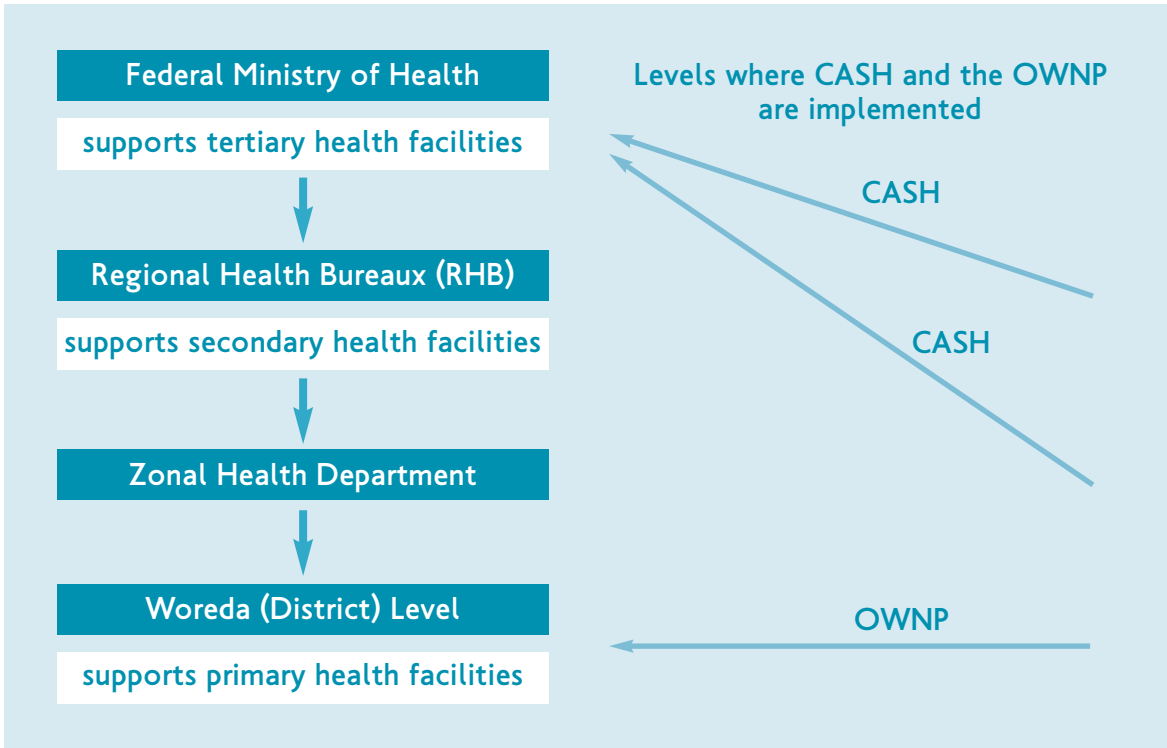 Federal Ministry of Health
supports tertiary health facilities
Regional Health Bureaux (RHB)
supports secondary health facilities
Zonal Health Department
Woreda (District) Level
supports primary health facilities
Levels where CASH and the OWNP
are implemented
CASH
CASH
OWNP